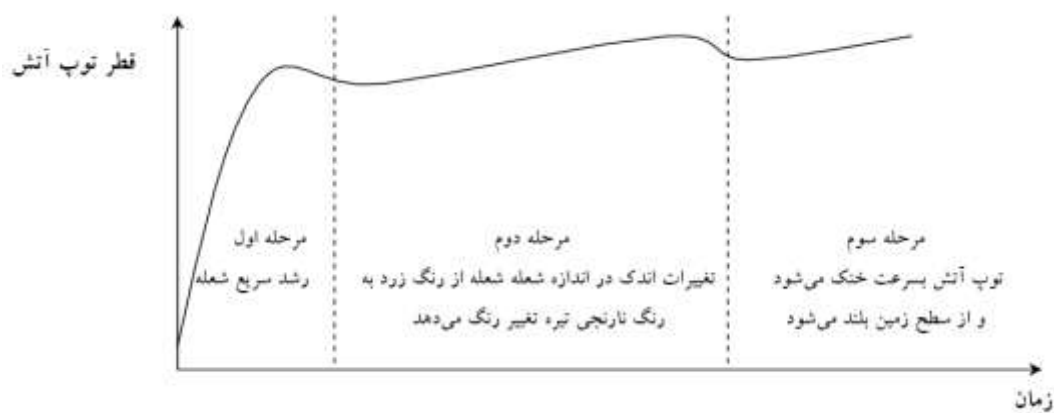 قطر توپ آتش
مرحله اول
رشد سریع شعله
مرحله دوم
تغییرات اندک در اندازه شعله شعله از رنگ زرد به
رنگ نارنجی تیره تغییر رنگ می‌دهد
مرحله سوم
توپ آتش بسرعت خنک می‌شود
و از سطح زمین بلند می‌شود
زمان